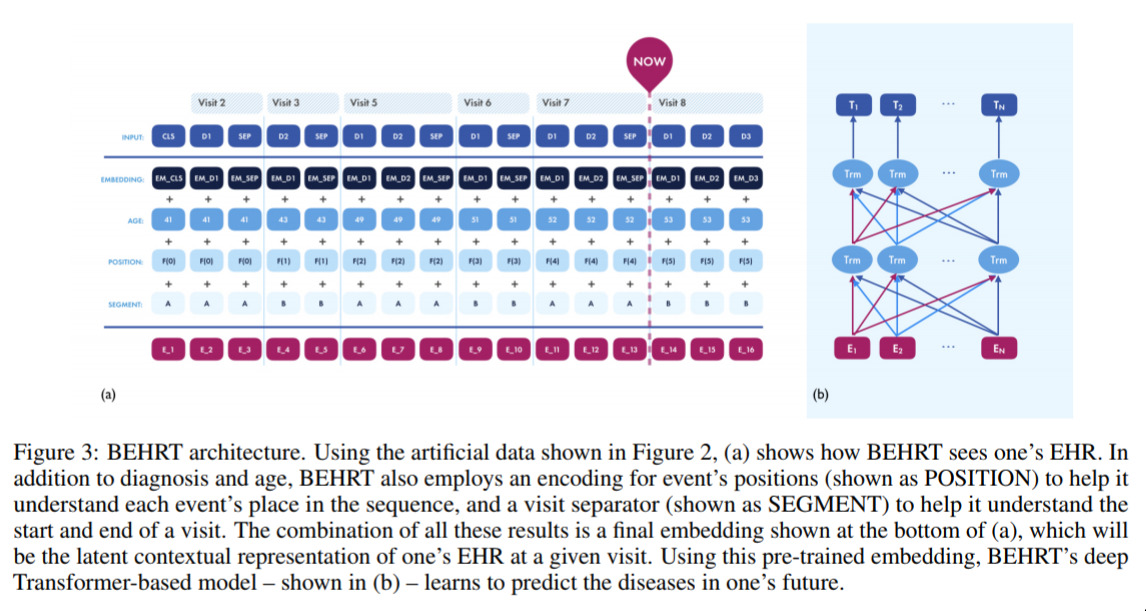 NOW
Visit 2 Visit 3 Visit 5 Visit 6 Visit 7 Visit 8
INPUT: CLS D1 SEP D2 SEP D1 D2 SEP D1 SEP D1 D2 SEP D1 D2 D3
EMBEDDING: EM_CLS EM_D1 EM_SEP EM_D1 EM_SEP EM_D1 EM_D2 EM_SEP EM_D1 EM_SEP EM_D1 EM_D2 EM_SEP EM_D1 EM_D2 EM_D3
+ + + + + + + + + + + + + + + +
AGE: 41 41 41 43 43 49 49 49 51 51 52 52 52 53 53 53
+ + + + + + + + + + + + + + + +
POSITION: F(0) F(0) F(0) F(1) F(1) F(2) F(2) F(2) F(3) F(3) F(4) F(4) F(4) F(5) F(5) F(5)
+ + + + + + + + + + + + + + + +
SEGMENT: A A A B B A A A B B A A A B B B
E_1 E_2 E_3 E_4 E_5 E_6 E_7 E_8 E_9 E_10 E_11 E_12 E_13 E_14 E_15 E_16
(a)
T1 T2 ... TN
Trm Trm ... Trm
Trm Trm ... Trm
E1 E2 ... EN
(b)
Figure 3: BEHRT architecture. Using the artificial data shown in Figure 2, (a) shows how BEHRT sees one's EHR. In
addition to diagnosis and age, BEHRT also employs an encoding for event's positions (shown as POSITION) to help it
understand each event's place in the sequence, and a visit separator (shown as SEGMENT) to help it understand the
start and end of a visit. The combination of all these results is a final embedding shown at the bottom of (a), which will
be the latent contextual representation of one's EHR at a given visit. Using this pre-trained embedding, BEHRT's deep
Transformer-based model – shown in (b) – learns to predict the diseases in one's future.